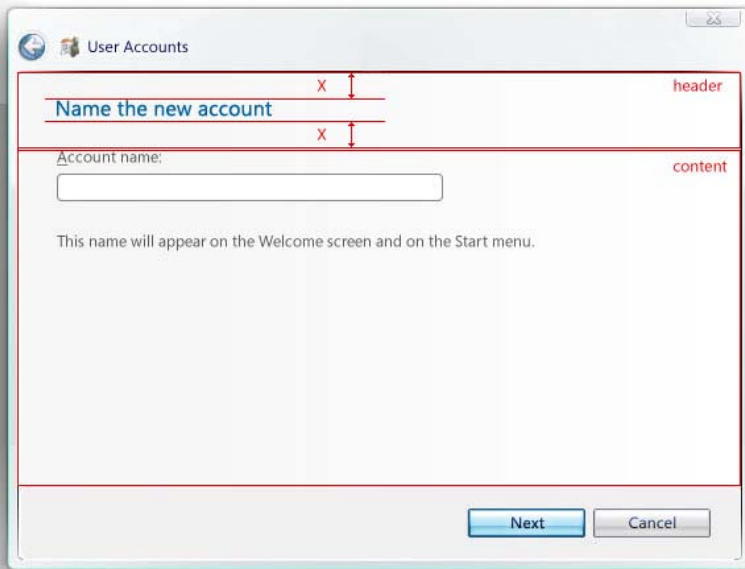 User Accounts
X
header
Name the new account
X
Account name:
content
This name will appear on the Welcome screen and on the Start menu.
Next
Cancel